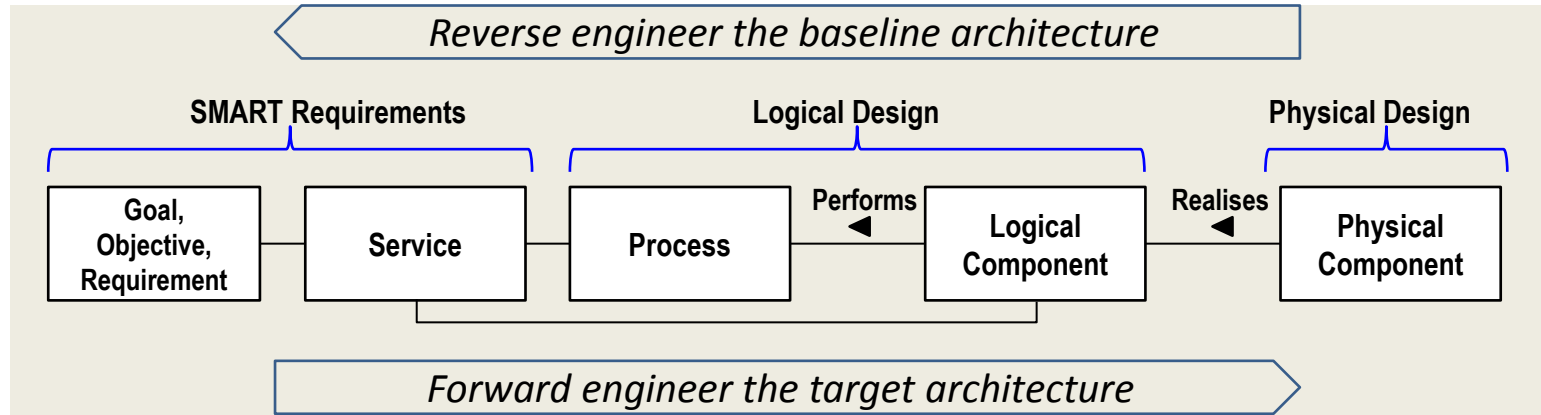 Reverse engineer the baseline architecture
SMART Requirements
Logical Design
Physical Design
Goal,
Objective,
Requirement
Service
Process
Performs
Logical
Component
Realises
Physical
Component
Forward engineer the target architecture